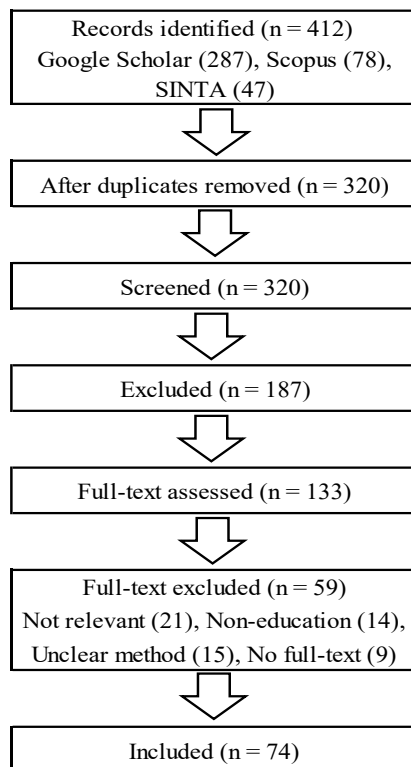 Records identified (n = 412)
Google Scholar (287), Scopus (78),
SINTA (47)
After duplicates removed (n = 320)
Screened (n = 320)
Excluded (n = 187)
Full-text assessed (n = 133)
Full-text excluded (n = 59)
Not relevant (21), Non-education (14),
Unclear method (15), No full-text (9)
Included (n = 74)